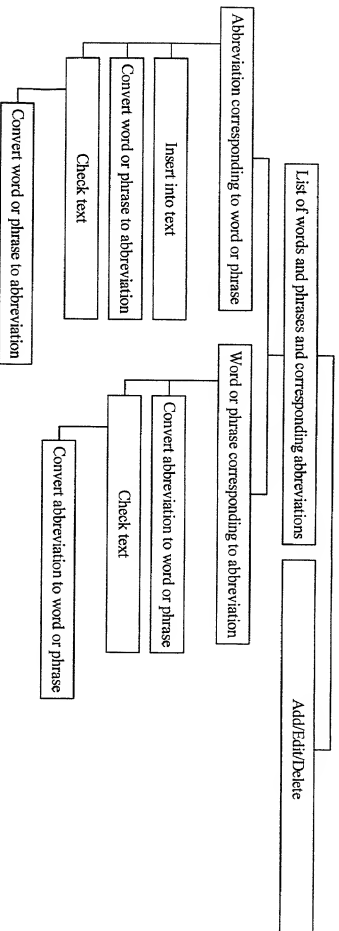 List of words and phrases and corresponding abbreviations
Add/Edit/Delete
Abbreviation corresponding to word or phrase
Word or phrase corresponding to abbreviation
Insert into text
Convert word or phrase to abbreviation
Check text
Convert word or phrase to abbreviation
Convert abbreviation to word or phrase
Check text
Convert abbreviation to word or phrase